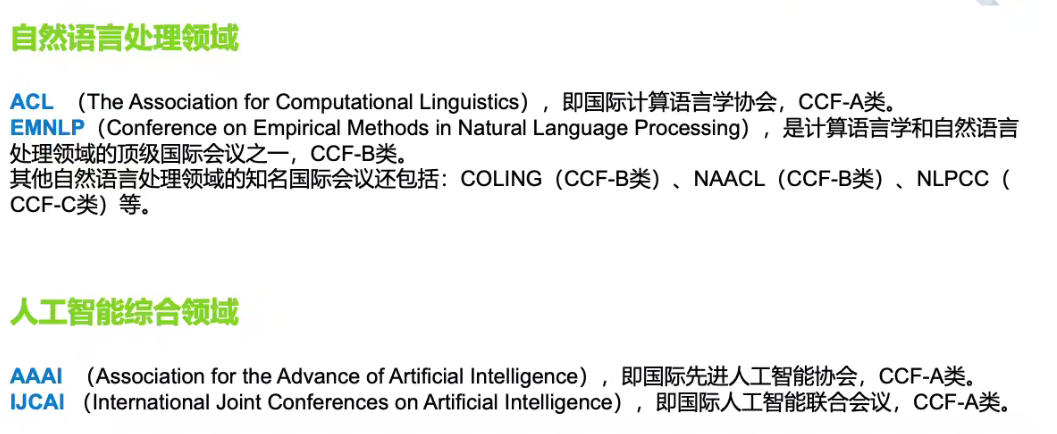 自然语言处理领域
ACL （The Association for Computational Linguistics），即国际计算语言学协会，CCF-A类。
EMNLP（Conference on Empirical Methods in Natural Language Processing），是计算语言学和自然语言
处理领域的顶级国际会议之一，CCF-B类。
其他自然语言处理领域的知名国际会议还包括：COLING（CCF-B类）、NAACL（CCF-B类）、NLPCC（
CCF-C类）等。
人工智能综合领域
AAAI （Association for the Advance of Artificial Intelligence），即国际先进人工智能协会，CCF-A类。
IJCAI （International Joint Conferences on Artificial Intelligence），即国际人工智能联合会议，CCF-A类。